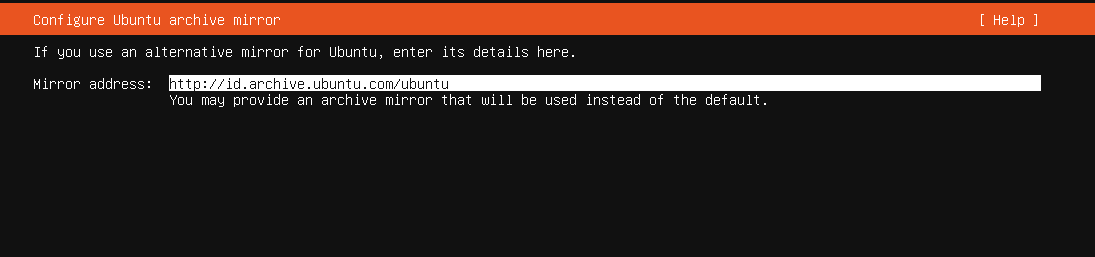 Configure Ubuntu archive mirror [ Help ]
If you use an alternative mirror for Ubuntu, enter its details here.
Mirror address: http://id.archive.ubuntu.com/ubuntu
You may provide an archive mirror that will be used instead of the default.